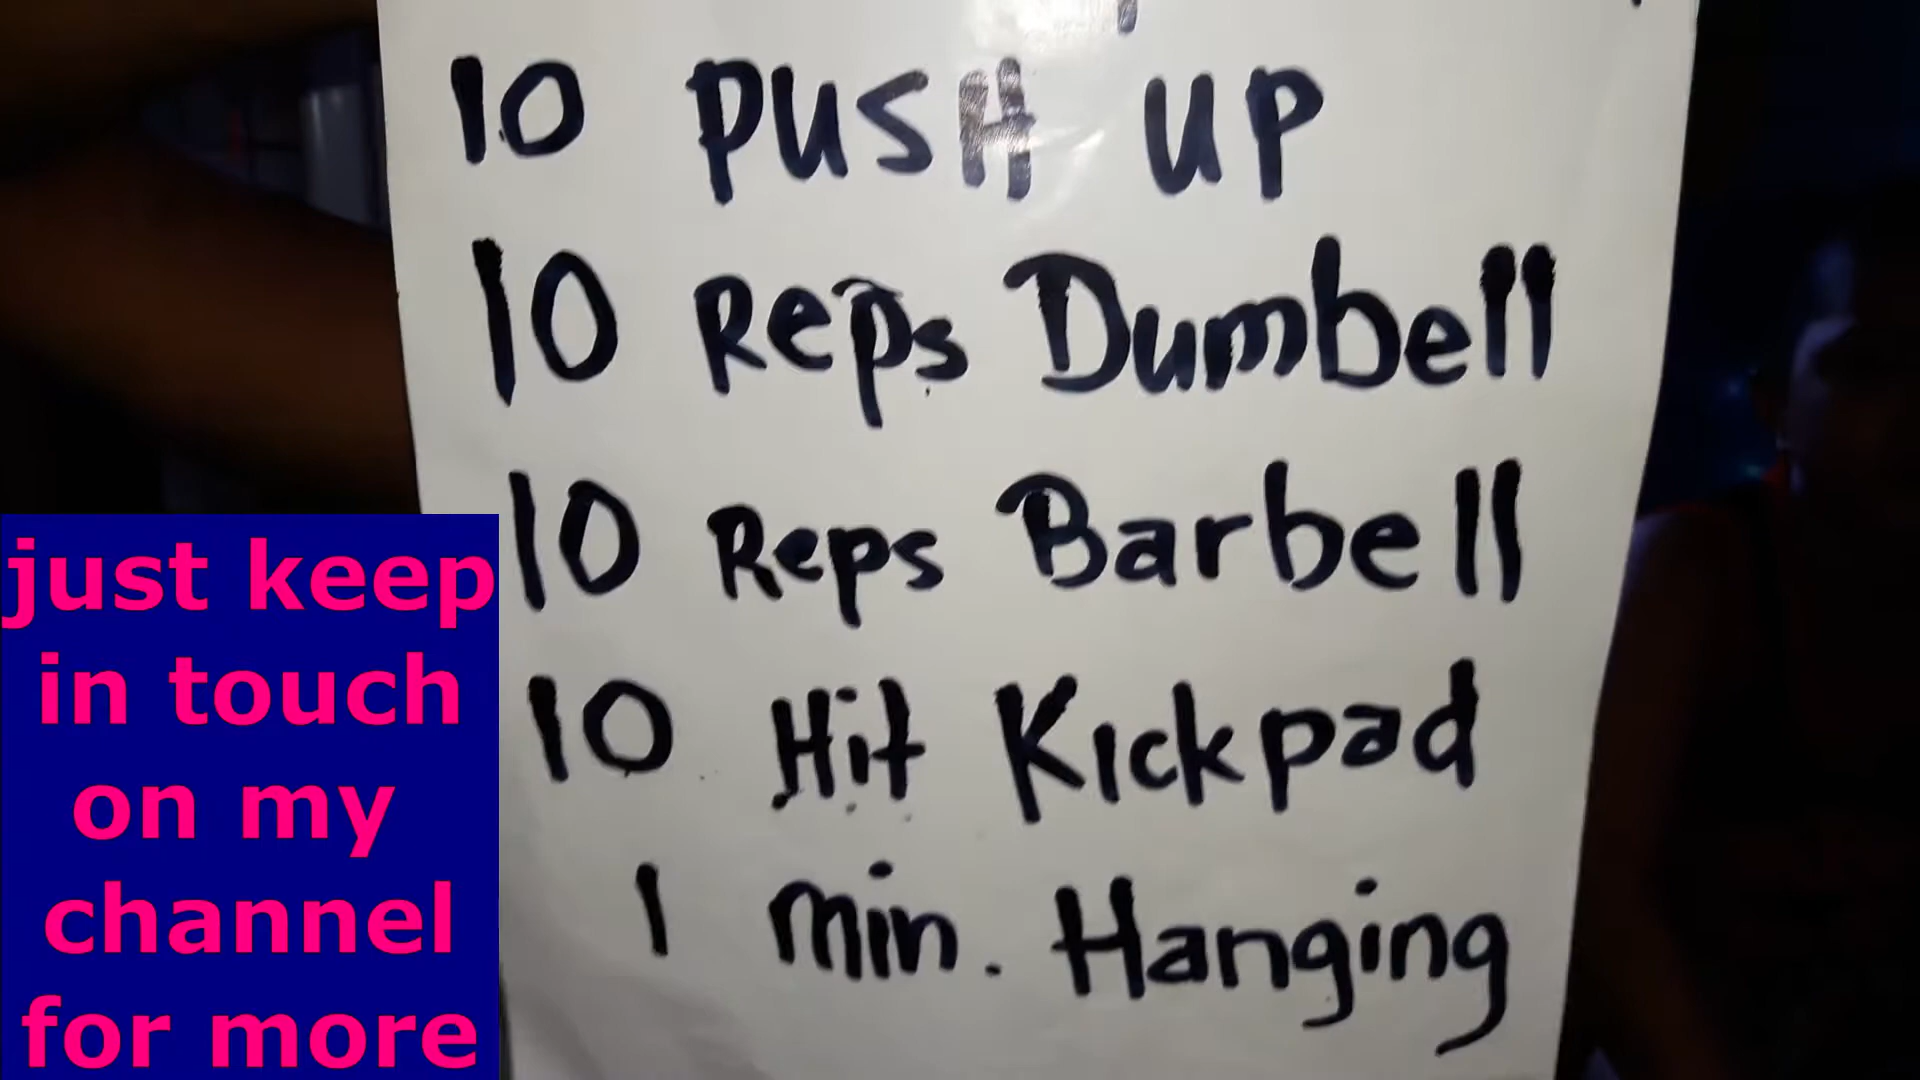 10 PUSH UP
10 Reps Dumbell
10 Reps Barbell
10 Hit Kickpad
1 min. Hanging
just keep
in touch
on my
channel
for more